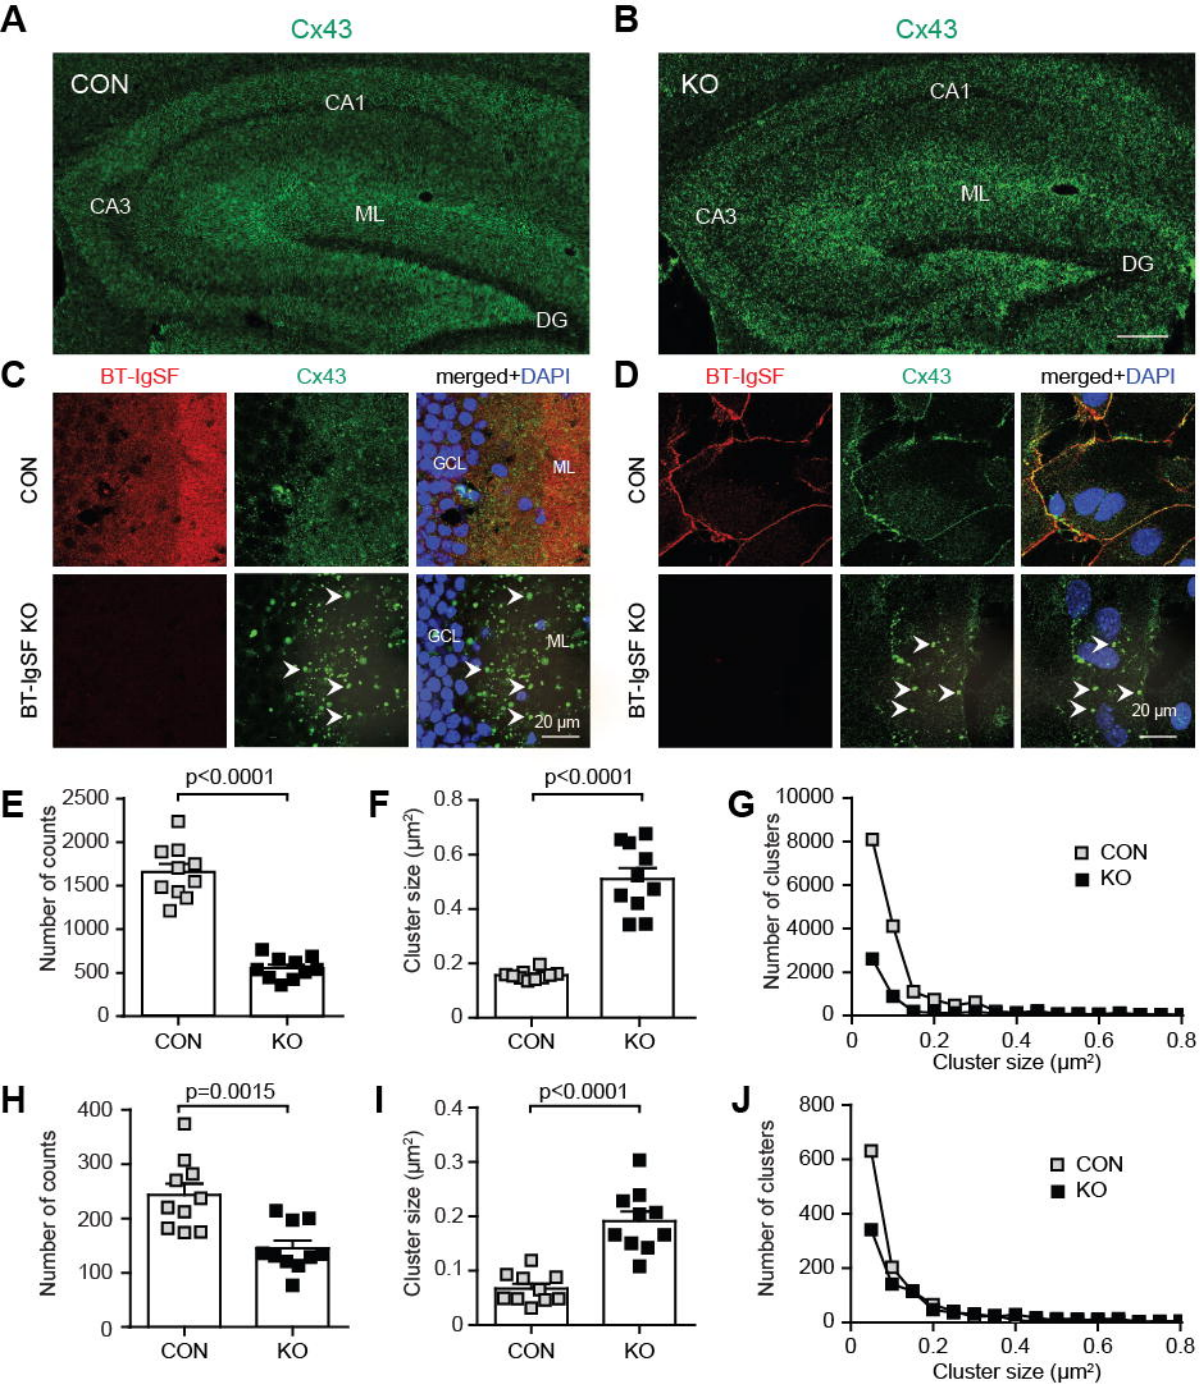 A
Cx43
CON
CA1
CA3
ML
DG
B
Cx43
KO
CA1
CA3
ML
DG
C
BT-IgSF
Cx43
merged+DAPI
CON
GCL
ML
BT-IgSF KO
GCL
ML
20 µm
D
BT-IgSF
Cx43
merged+DAPI
CON
BT-IgSF KO
20 µm
E
p<0.0001
Number of counts
2500
2000
1500
1000
500
0
CON
KO
F
p<0.0001
Cluster size (µm²)
0.8
0.6
0.4
0.2
0
CON
KO
G
Number of clusters
10000
8000
6000
4000
2000
0
CON
KO
0
0.2
0.4
0.6
0.8
Cluster size (µm²)
H
p=0.0015
Number of counts
400
300
200
100
0
CON
KO
I
p<0.0001
Cluster size (µm²)
0.4
0.3
0.2
0.1
0
CON
KO
J
Number of clusters
800
600
400
200
0
CON
KO
0
0.2
0.4
0.6
0.8
Cluster size (µm²)